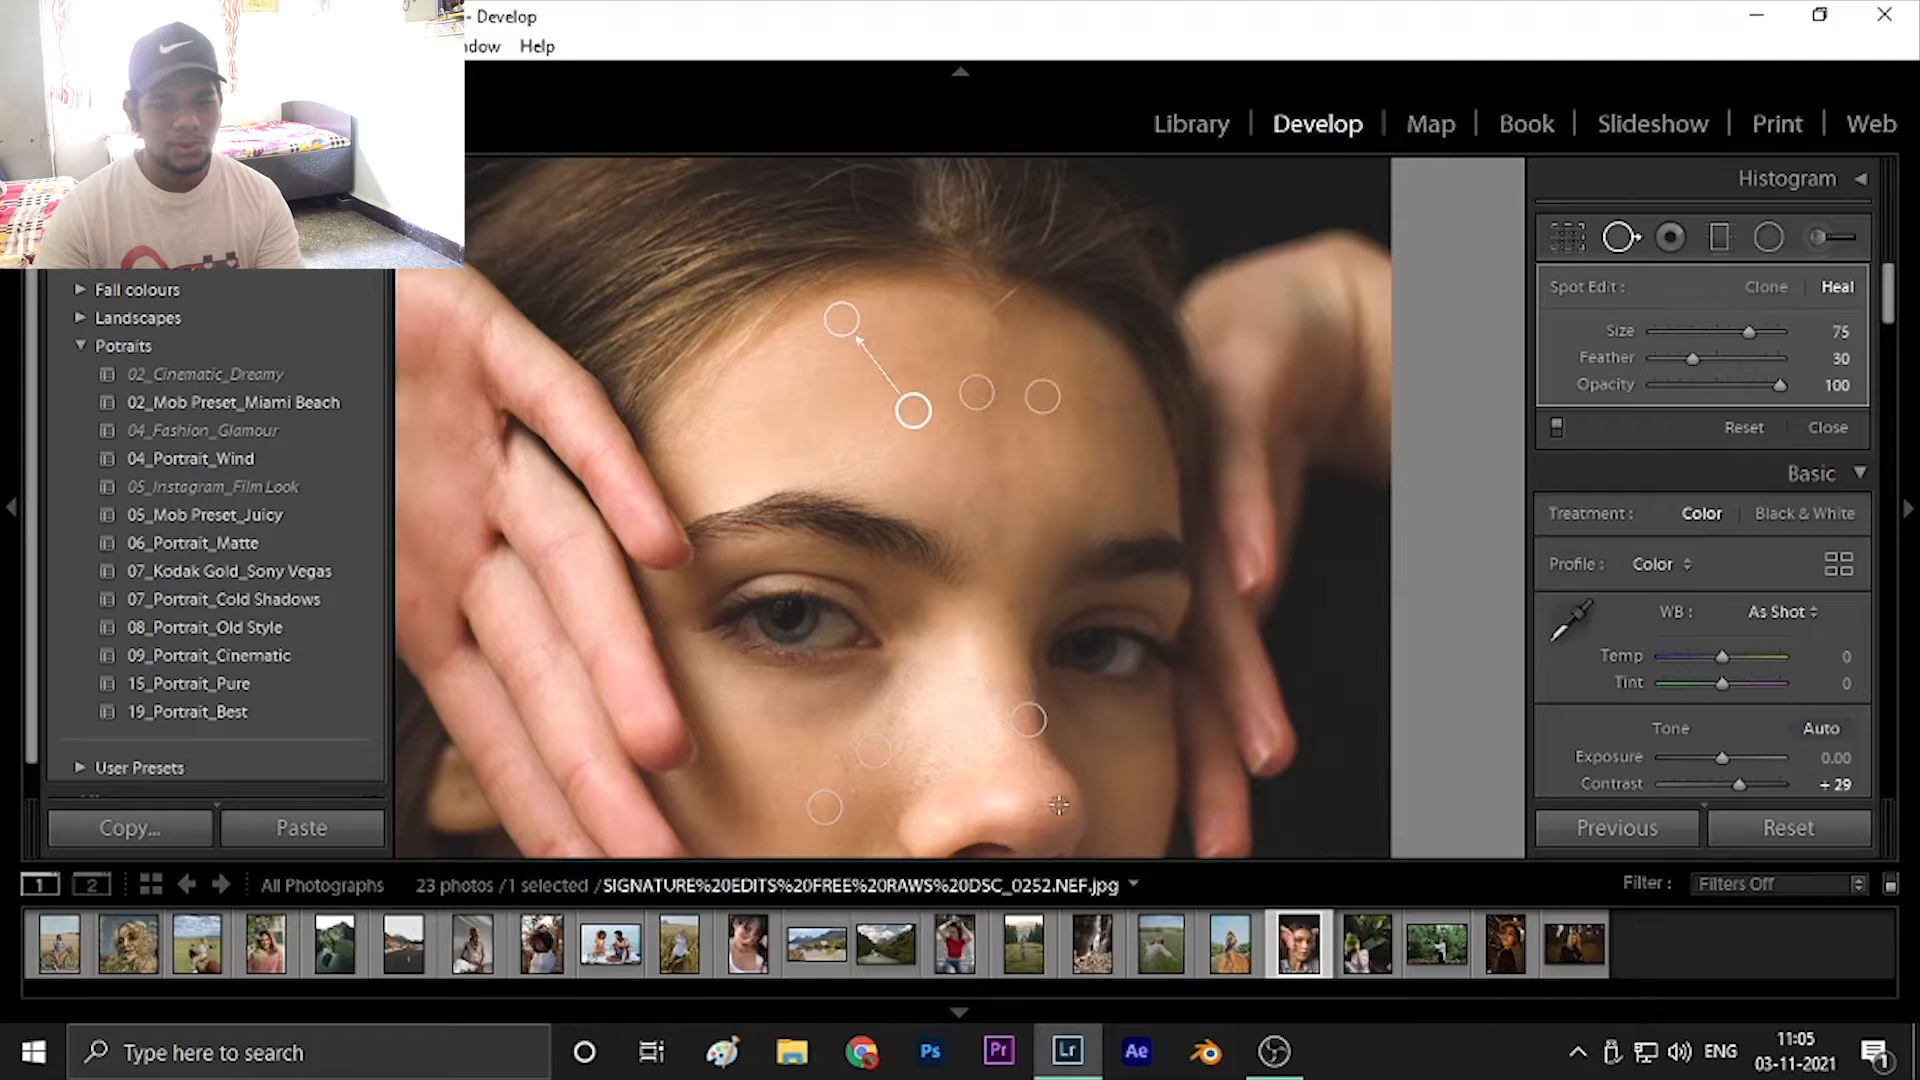 - Develop
Help
Library | Develop | Map | Book | Slideshow | Print | Web
Histogram
Spot Edit : Clone | Heal
Size 75
Feather 30
Opacity 100
Reset Close
Basic
Treatment : Color Black & White
Profile : Color
WB : As Shot
Temp 0
Tint 0
Tone Auto
Exposure 0.00
Contrast + 29
Previous Reset
Fall colours
Landscapes
Potraits
02_Cinematic_Dreamy
02_Mob Preset_Miami Beach
04_Fashion_Glamour
04_Portrait_Wind
05_Instagram_Film Look
05_Mob Preset_Juicy
06_Portrait_Matte
07_Kodak Gold_Sony Vegas
07_Portrait_Cold Shadows
08_Portrait_Old Style
09_Portrait_Cinematic
15_Portrait_Pure
19_Portrait_Best
User Presets
Copy... Paste
1 2 All Photographs 23 photos /1 selected /SIGNATURE%20EDITS%20FREE%20RAWS%20DSC_0252.NEF.jpg Filter : Filters Off
Type here to search Ps Pr Lr Ae ENG 11:05
03-11-2021 1